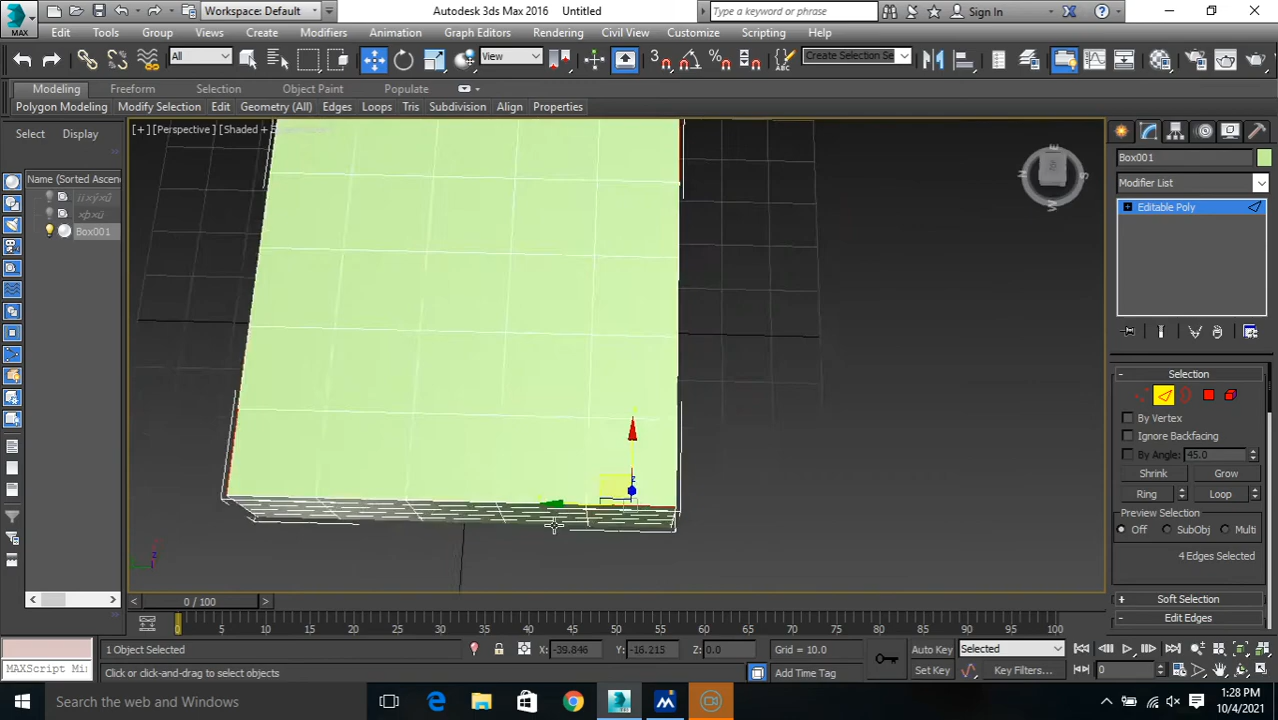 MAX
Workspace: Default
Autodesk 3ds Max 2016 Untitled
Type a keyword or phrase
Sign In
Edit Tools Group Views Create Modifiers Animation Graph Editors Rendering Civil View Customize Scripting Help
All
View
Create Selection Se
Modeling Freeform Selection Object Paint Populate
Polygon Modeling Modify Selection Edit Geometry (All) Edges Loops Tris Subdivision Align Properties
Select Display
Name (Sorted Ascen
Box001
[+] [Perspective] [Shaded +
N E S W
z
z
Box001
Modifier List
Editable Poly
Selection
By Vertex
Ignore Backfacing
By Angle: 45.0
Shrink Grow
Ring Loop
Preview Selection
Off SubObj Multi
4 Edges Selected
Soft Selection
Edit Edges
0 / 100
0 5 10 15 20 25 30 35 40 45 50 55 60 65 70 75 80 85 90 95 100
1 Object Selected
X: -39.846 Y: -16.215 Z: 0.0 Grid = 10.0
Auto Key Selected
MAXScript Mi
Click or click-and-drag to select objects
Add Time Tag
Set Key Key Filters...
0
Type here to search
1:28 PM
10/4/2021